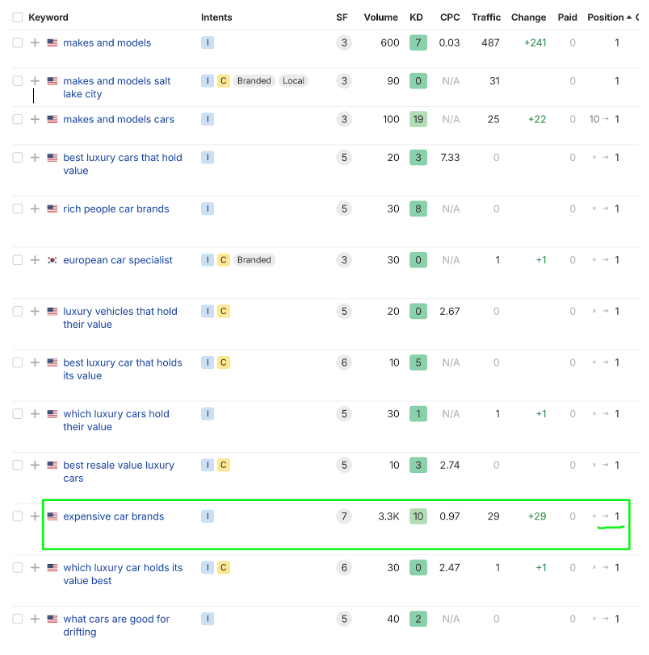 Keyword Intents SF Volume KD CPC Traffic Change Paid Position
makes and models I 3 600 7 0.03 487 +241 0 1
makes and models salt I C Branded Local 3 90 0 N/A 31 0 1
lake city
makes and models cars I 3 100 19 N/A 25 +22 0 10 → 1
best luxury cars that hold I 5 20 3 7.33 0 0 × → 1
value
rich people car brands I 5 30 8 N/A 0 0 × → 1
european car specialist I C Branded 3 30 0 N/A 1 +1 0 × → 1
luxury vehicles that hold I C 5 20 0 2.67 0 0 × → 1
their value
best luxury car that holds I C 6 10 5 N/A 0 0 × → 1
its value
which luxury cars hold I 5 30 1 N/A 1 +1 0 × → 1
their value
best resale value luxury I C 5 10 3 2.74 0 0 × → 1
cars
expensive car brands I 7 3.3K 10 0.97 29 +29 0 × → 1
which luxury car holds its I C 6 30 0 2.47 1 +1 0 × → 1
value best
what cars are good for I 5 40 2 N/A 0 0 × → 1
drifting